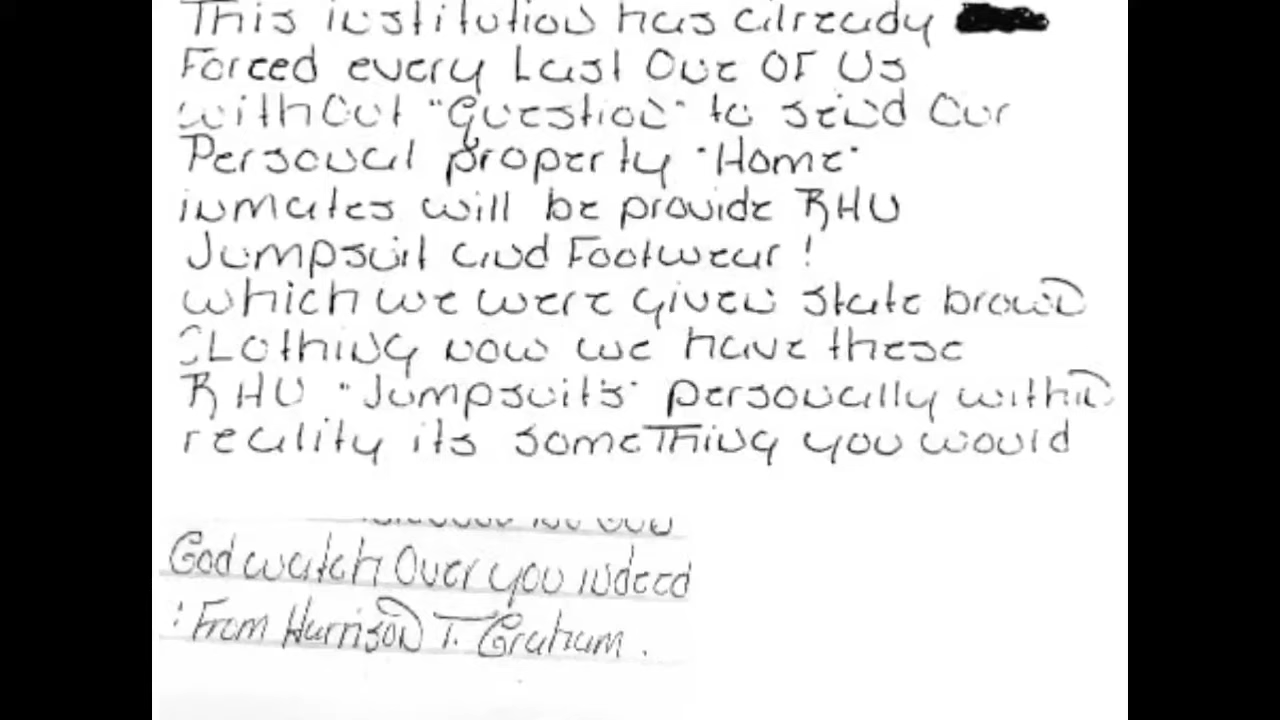 This institution has already
Forced every Last One OF Us
without "Question" to send Our
Personal property "Home"
inmates will be provide RHU
Jumpsuit and Footwear!
which we were given state brown
CLothing now we have these
RHU "Jumpsuits" personally within
reality its someThing you would
God watch Over you indeed
: From Harrison T. Graham.